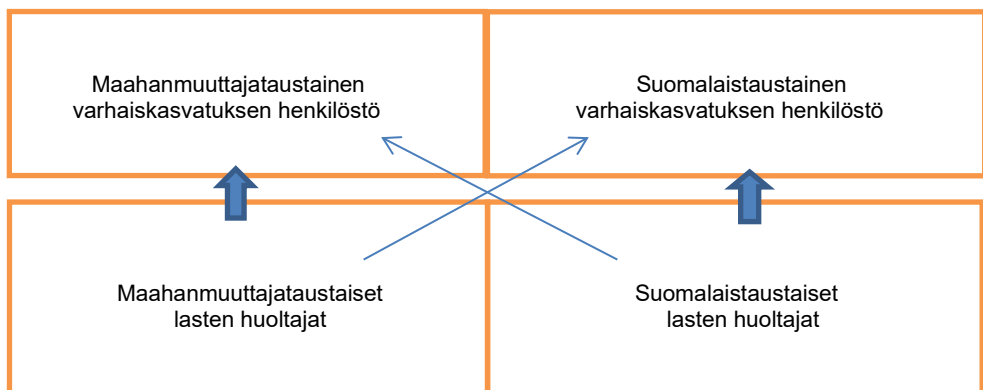 Maahanmuuttajataustainen
varhaiskasvatuksen henkilöstö
Suomalaistaustainen
varhaiskasvatuksen henkilöstö
Maahanmuuttajataustaiset
lasten huoltajat
Suomalaistaustaiset
lasten huoltajat